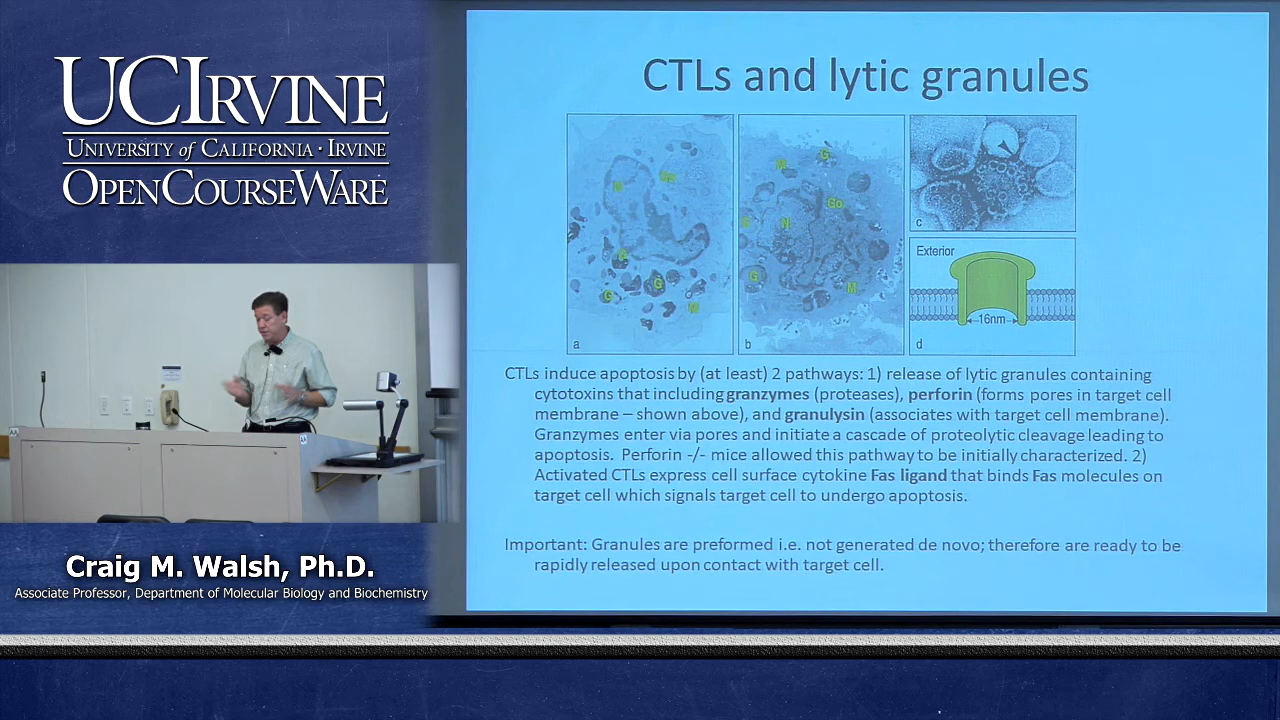 UCIRVINE
UNIVERSITY of CALIFORNIA · IRVINE
OPENCOURSEWARE
Craig M. Walsh, Ph.D.
Associate Professor, Department of Molecular Biology and Biochemistry
CTLs and lytic granules
N
G
G
M
a
M
G
Go
G
N
G
M
b
c
Exterior
16nm
d
CTLs induce apoptosis by (at least) 2 pathways: 1) release of lytic granules containing
cytotoxins that including granzymes (proteases), perforin (forms pores in target cell
membrane – shown above), and granulysin (associates with target cell membrane).
Granzymes enter via pores and initiate a cascade of proteolytic cleavage leading to
apoptosis. Perforin -/- mice allowed this pathway to be initially characterized. 2)
Activated CTLs express cell surface cytokine Fas ligand that binds Fas molecules on
target cell which signals target cell to undergo apoptosis.
Important: Granules are preformed i.e. not generated de novo; therefore are ready to be
rapidly released upon contact with target cell.